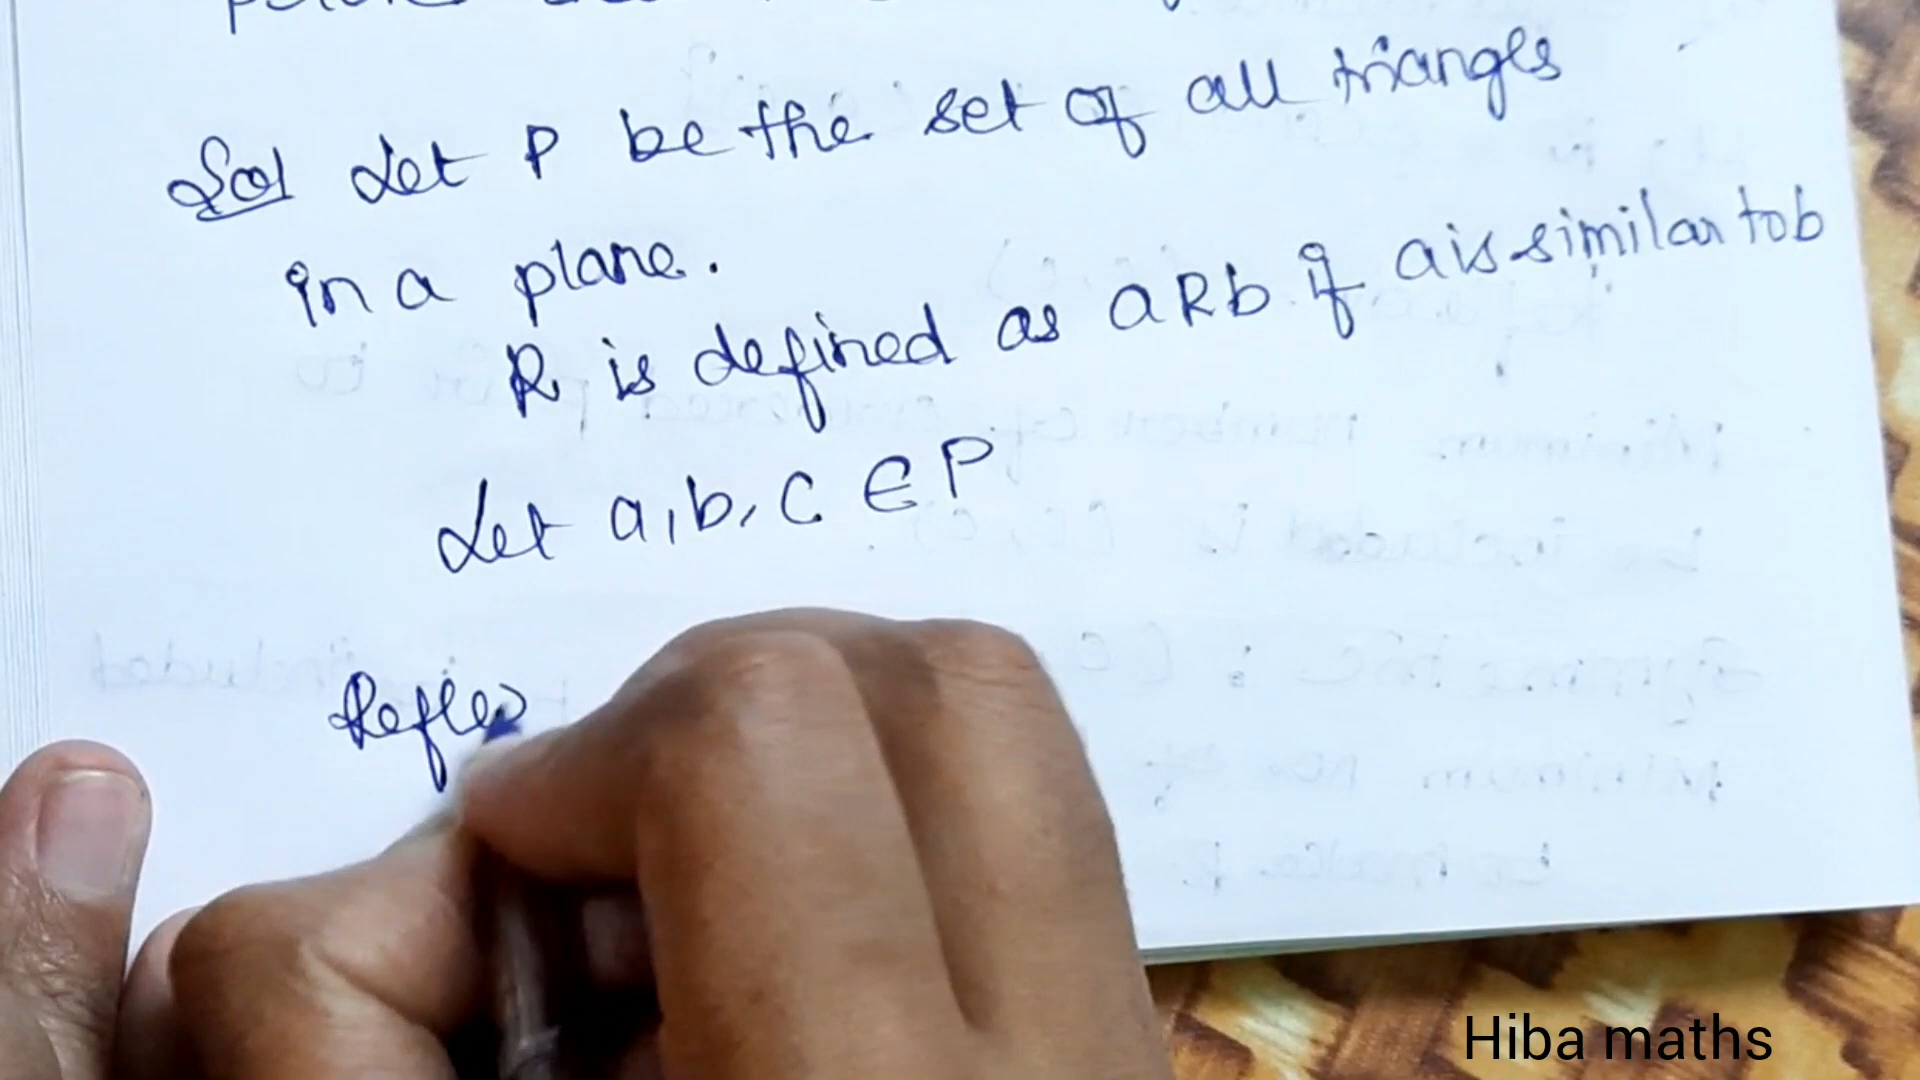 Sol Let P be the set of all triangles
in a plane.
R is defined as aRb if a is similar to b
Let a, b, c ∈ P
Reflex
Hiba maths